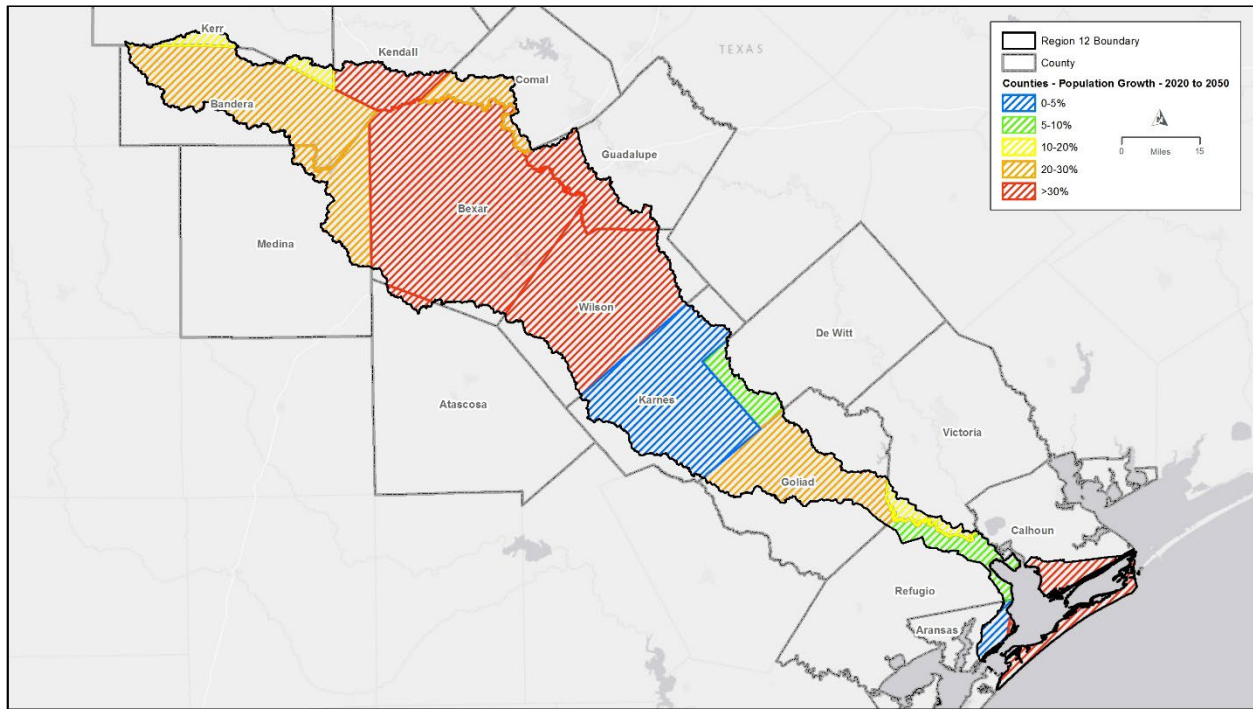 Kerr
Kendall
TEXAS
Comal
Bandera
Guadalupe
Bexar
Medina
Wilson
De Witt
Karnes
Atascosa
Victoria
Goliad
Calhoun
Refugio
Aransas
Region 12 Boundary
County
Counties - Population Growth - 2020 to 2050
0-5%
5-10%
10-20%
20-30%
>30%
0 15
Miles